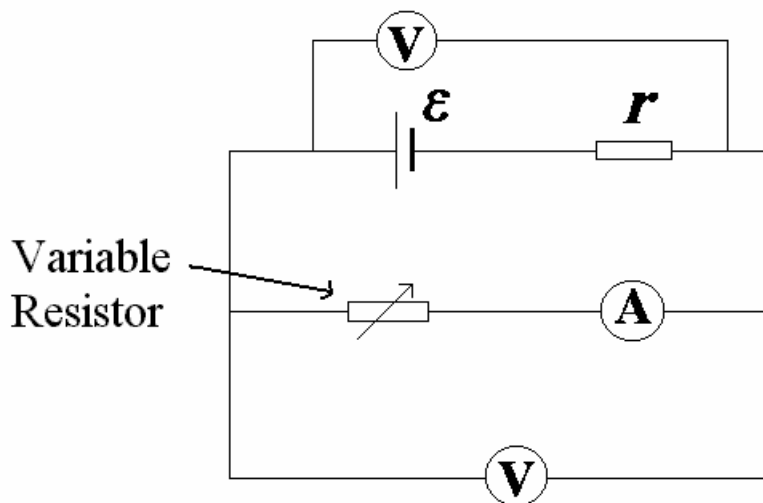 V
ε r
Variable
Resistor
A
V